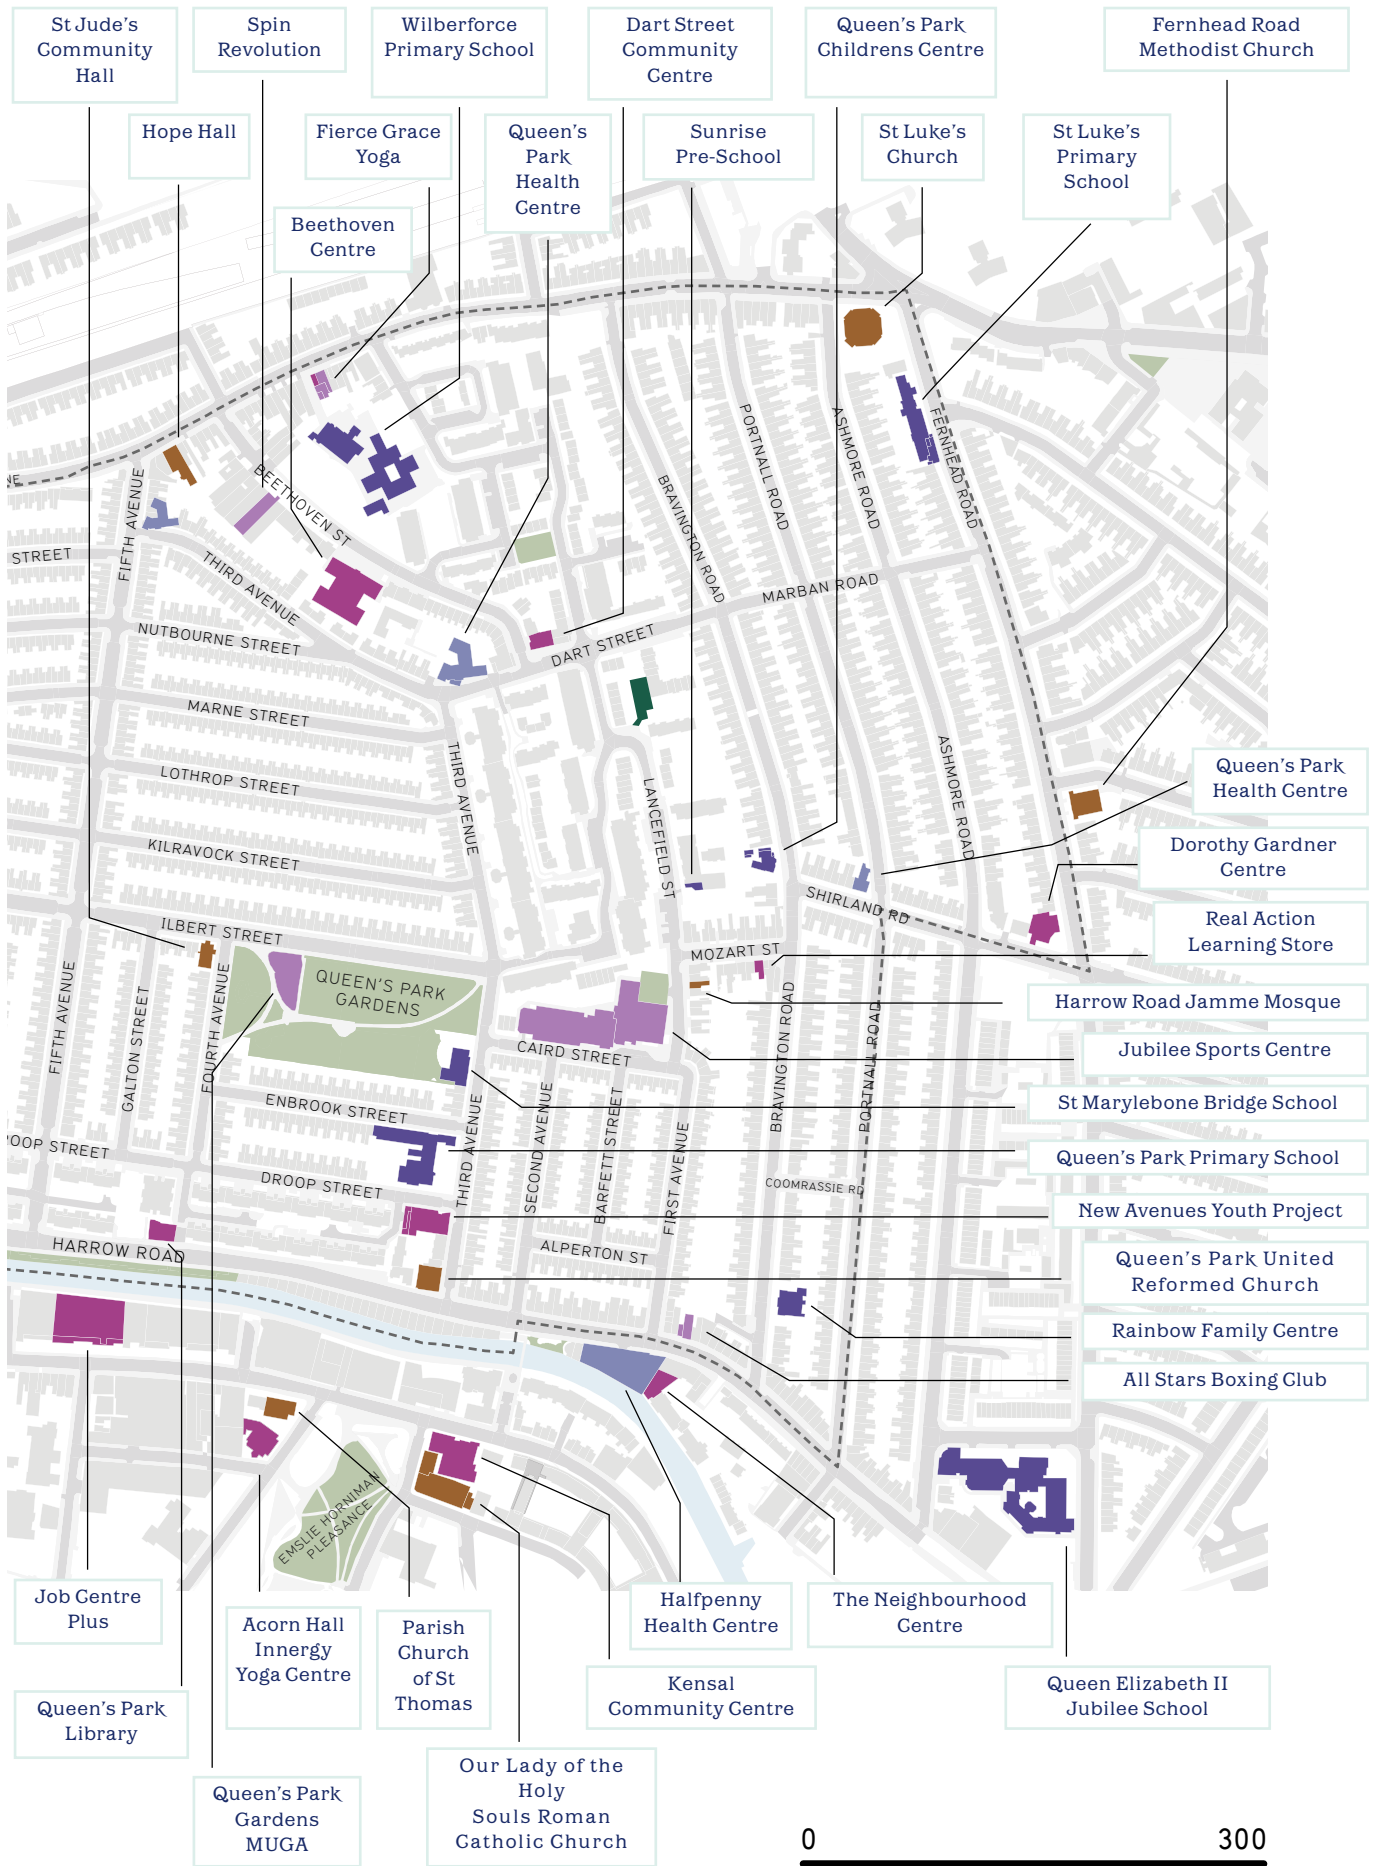 St Jude's
Community
Hall
Spin
Revolution
Wilberforce
Primary School
Dart Street
Community
Centre
Queen's Park
Childrens Centre
Fernhead Road
Methodist Church
Hope Hall
Fierce Grace
Yoga
Queen's
Park
Health
Centre
Sunrise
Pre-School
St Luke's
Church
St Luke's
Primary
School
Beethoven
Centre
NE
STREET
FIFTH AVENUE
BEETHOVEN ST
THIRD AVENUE
NUTBOURNE STREET
MARNE STREET
LOTHROP STREET
KILRAVOCK STREET
ILBERT STREET
THIRD AVENUE
DART STREET
LANCEFIELD ST
BRAVINGTON ROAD
PORTNALL ROAD
ASHMORE ROAD
FERNHEAD ROAD
MARBAN ROAD
ASHMORE ROAD
SHIRLAND RD
MOZART ST
Queen's Park
Health Centre
Dorothy Gardner
Centre
Real Action
Learning Store
Harrow Road Jamme Mosque
Jubilee Sports Centre
St Marylebone Bridge School
Queen's Park Primary School
New Avenues Youth Project
Queen's Park United
Reformed Church
Rainbow Family Centre
All Stars Boxing Club
QUEEN'S PARK
GARDENS
FIFTH AVENUE
GALTON STREET
FOURTH AVENUE
ENBROOK STREET
OOP STREET
DROOP STREET
THIRD AVENUE
CAIRD STREET
SECOND AVENUE
BARFETT STREET
FIRST AVENUE
BRAVINGTON ROAD
PORTNALL ROAD
COOMRASSIE RD
ALPERTON ST
HARROW ROAD
EMSLIE HORNIMAN
PLEASANCE
Job Centre
Plus
Acorn Hall
Innergy
Yoga Centre
Parish
Church
of St
Thomas
Halfpenny
Health Centre
The Neighbourhood
Centre
Kensal
Community Centre
Queen Elizabeth II
Jubilee School
Queen's Park
Library
Queen's Park
Gardens
MUGA
Our Lady of the
Holy
Souls Roman
Catholic Church
0
300